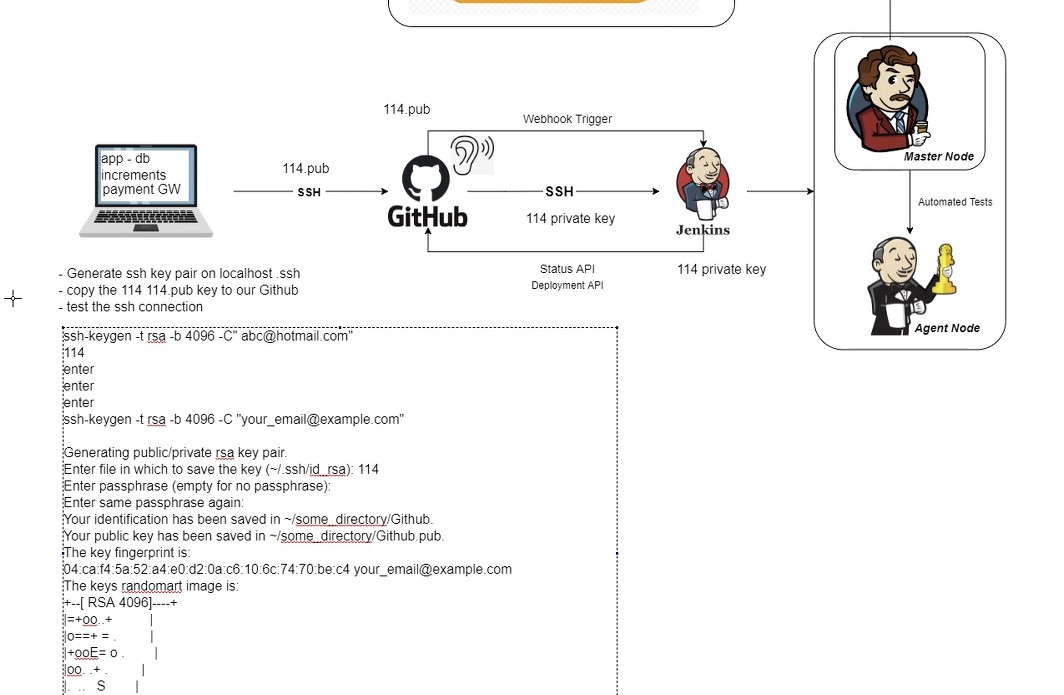 114.pub
Webhook Trigger
Master Node
app - db
increments
payment GW
114.pub
SSH
GitHub
SSH
114 private key
Jenkins
Automated Tests
Status API
Deployment API
114 private key
Agent Node
- Generate ssh key pair on localhost .ssh
- copy the 114 114.pub key to our Github
- test the ssh connection
ssh-keygen -t rsa -b 4096 -C" abc@hotmail.com"
114
enter
enter
enter
ssh-keygen -t rsa -b 4096 -C "your_email@example.com"
Generating public/private rsa key pair.
Enter file in which to save the key (~/.ssh/id_rsa): 114
Enter passphrase (empty for no passphrase):
Enter same passphrase again:
Your identification has been saved in ~/some_directory/Github.
Your public key has been saved in ~/some_directory/Github.pub.
The key fingerprint is:
04:ca:f4:5a:52:a4:e0:d2:0a:c6:10:6c:74:70:be:c4 your_email@example.com
The keys randomart image is:
+--[ RSA 4096]----+
|=+oo..+ |
|o==+ = . |
|+ooE= o . |
|oo. .+ . |
|. .. S |